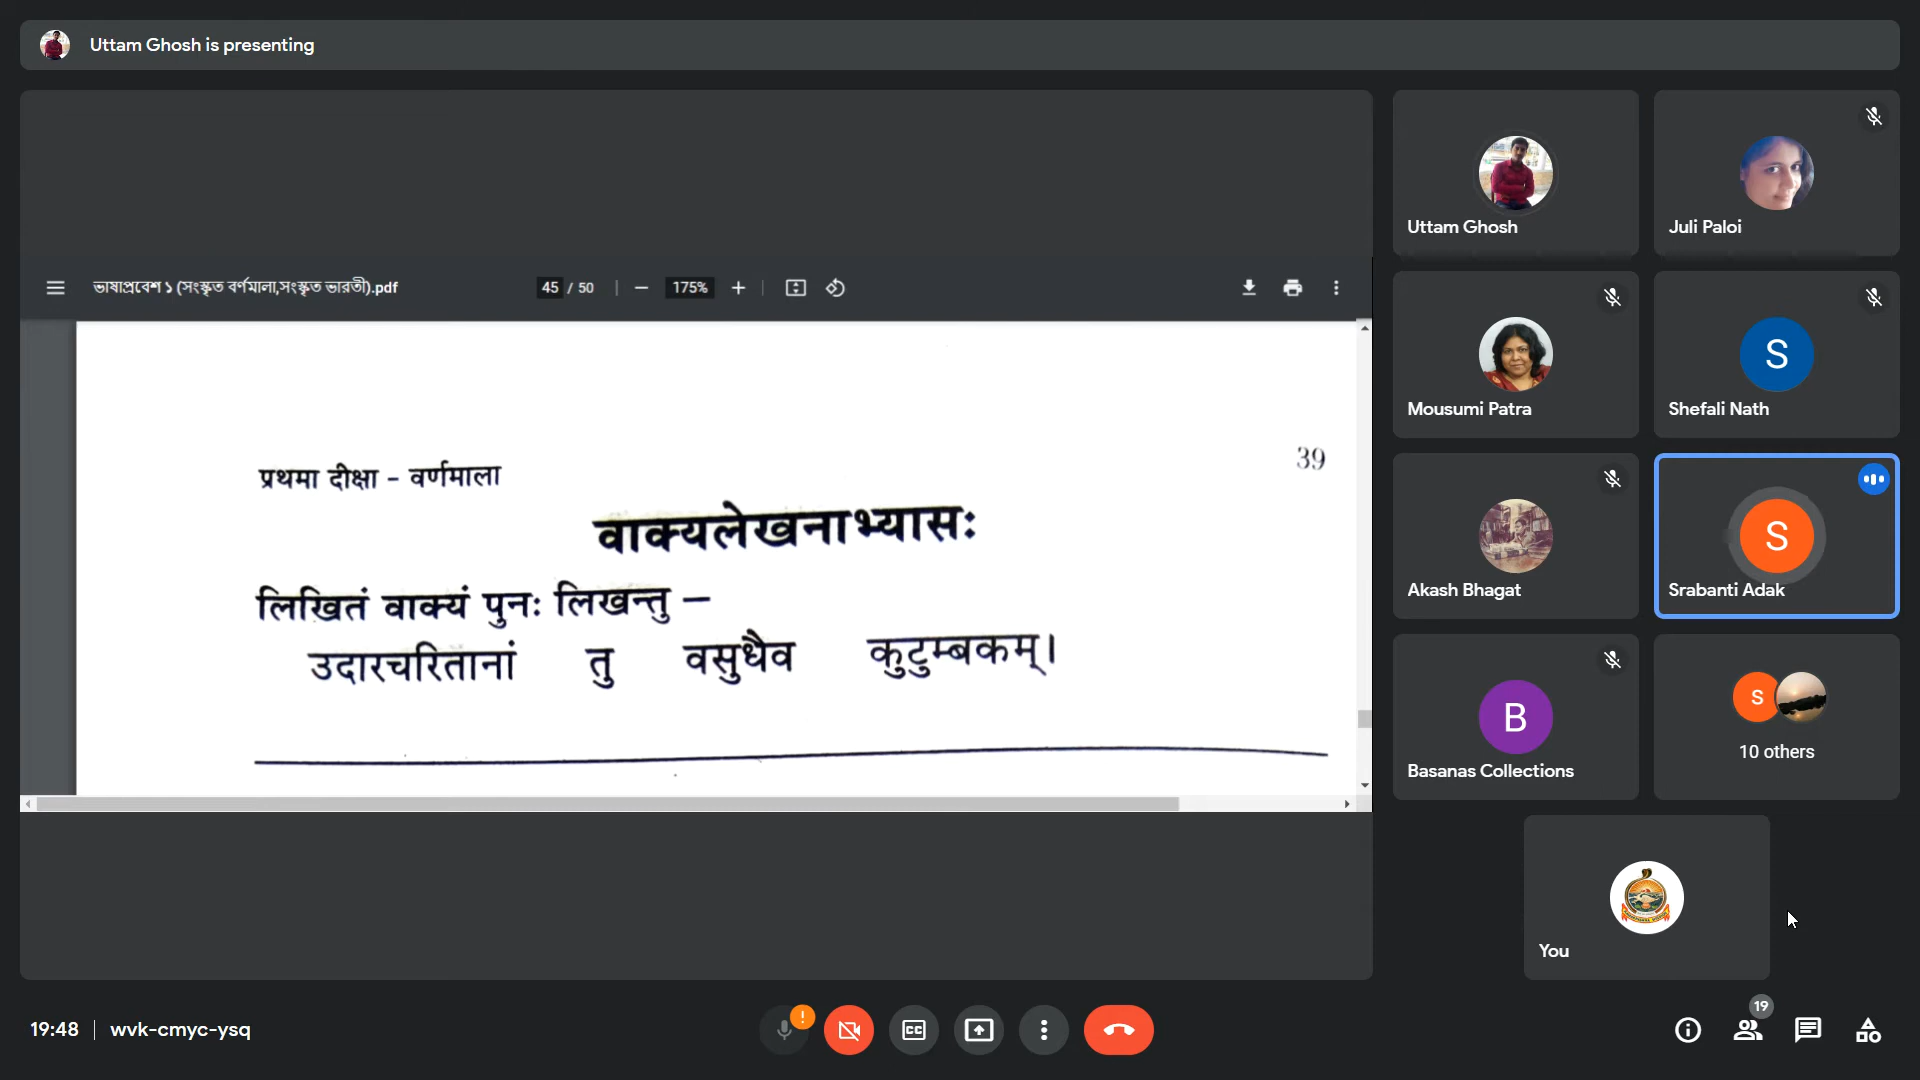 Uttam Ghosh is presenting
ভাষাপ্রবেশ ১ (সংস্কৃত বর্ণমালা,সংস্কৃত ভারতী).pdf
45 / 50
175%
39
प्रथमा दीक्षा - वर्णमाला
वाक्यलेखनाभ्यासः
लिखितं वाक्यं पुनः लिखन्तु —
उदारचरितानां तु वसुधैव कुटुम्बकम्।
Uttam Ghosh
Juli Paloi
Mousumi Patra
S
Shefali Nath
Akash Bhagat
S
Srabanti Adak
B
Basanas Collections
S
10 others
You
19:48
wvk-cmyc-ysq
!
CC
19